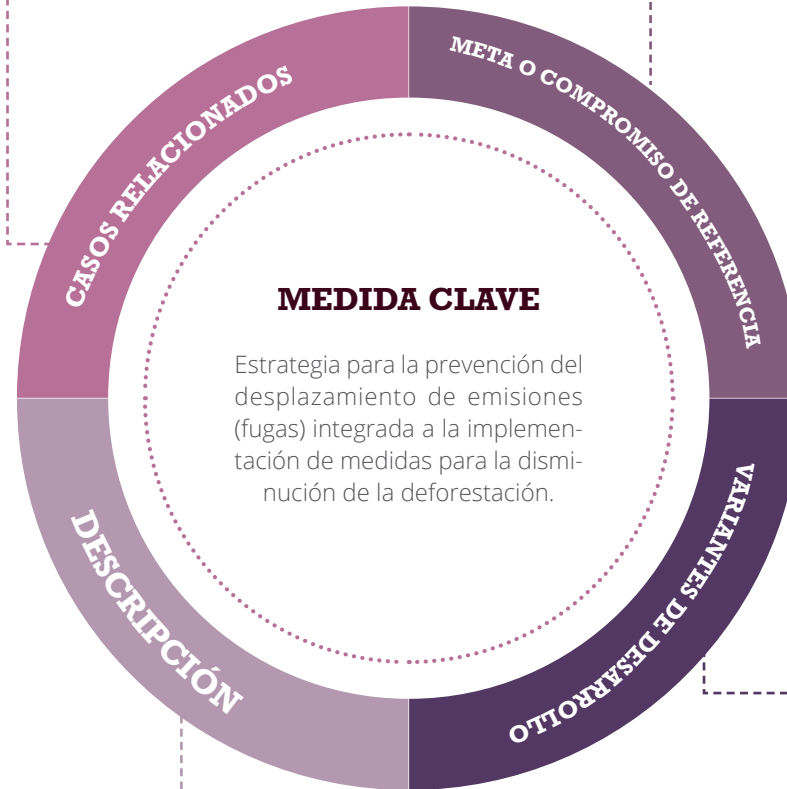 CASOS RELACIONADOS
META O COMPROMISO DE REFERENCIA
MEDIDA CLAVE
Estrategia para la prevención del
desplazamiento de emisiones
(fugas) integrada a la implemen-
tación de medidas para la dismi-
nución de la deforestación.
DESCRIPCIÓN
VARIANTES DE DESARROLLO